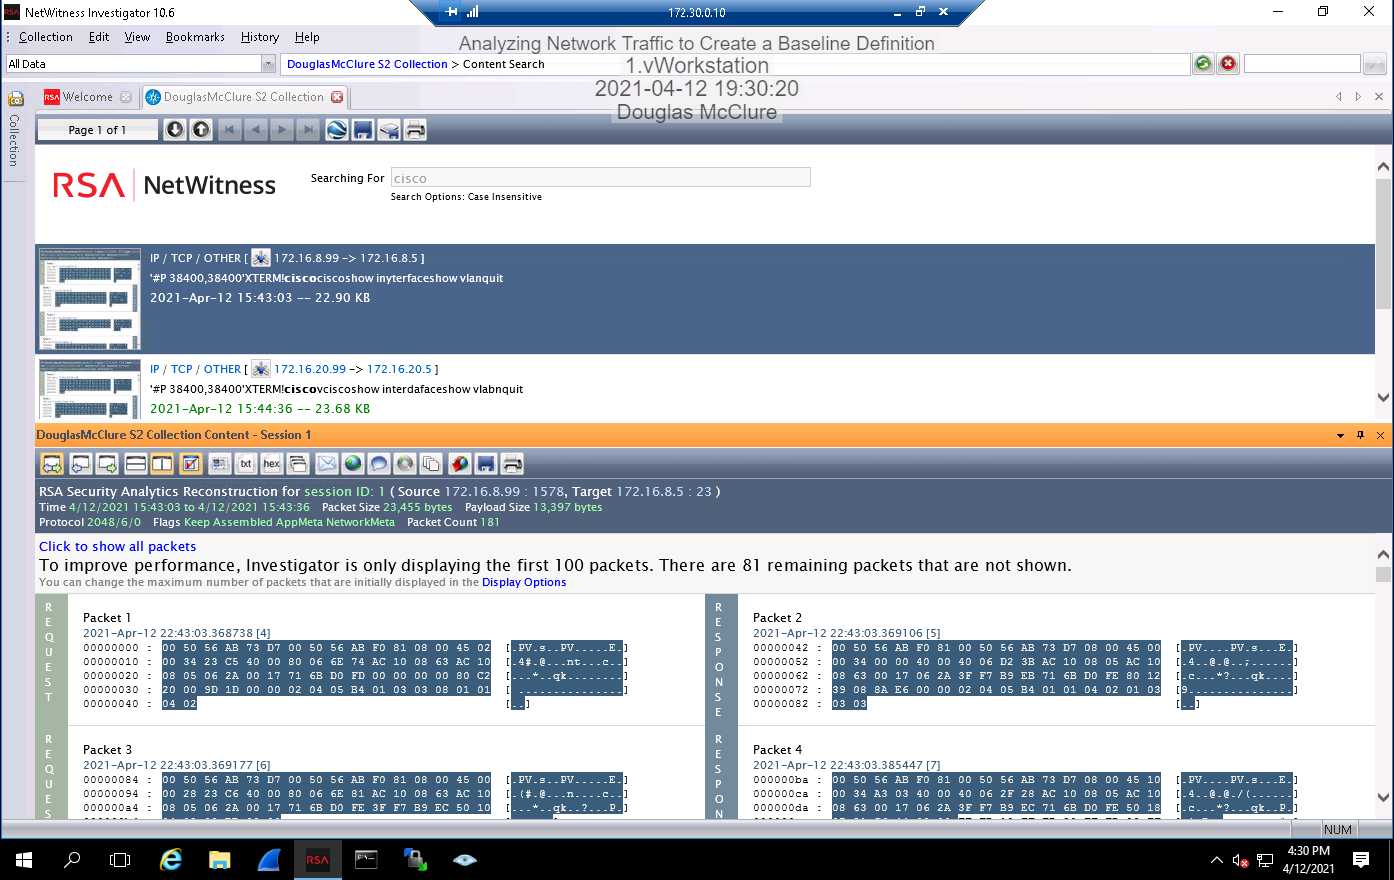 NetWitness Investigator 10.6
172.30.0.10
Collection Edit View Bookmarks History Help
Analyzing Network Traffic to Create a Baseline Definition
1.vWorkstation
2021-04-12 19:30:20
Douglas McClure
All Data
DouglasMcClure S2 Collection > Content Search
Collection
RSA Welcome
DouglasMcClure S2 Collection
Page 1 of 1
RSA NetWitness
Searching For cisco
Search Options: Case Insensitive
IP / TCP / OTHER [ 172.16.8.99 -> 172.16.8.5 ]
'#P 38400,38400'XTERM!ciscociscoshow inyterfaceshow vlanquit
2021-Apr-12 15:43:03 -- 22.90 KB
IP / TCP / OTHER [ 172.16.20.99 -> 172.16.20.5 ]
'#P 38400,38400'XTERM!ciscovciscoshow interdafaceshow vlabnquit
2021-Apr-12 15:44:36 -- 23.68 KB
DouglasMcClure S2 Collection Content - Session 1
txt hex
RSA Security Analytics Reconstruction for session ID: 1 ( Source 172.16.8.99 : 1578, Target 172.16.8.5 : 23 )
Time 4/12/2021 15:43:03 to 4/12/2021 15:43:36 Packet Size 23,455 bytes Payload Size 13,397 bytes
Protocol 2048/6/0 Flags Keep Assembled AppMeta NetworkMeta Packet Count 181
Click to show all packets
To improve performance, Investigator is only displaying the first 100 packets. There are 81 remaining packets that are not shown.
You can change the maximum number of packets that are initially displayed in the Display Options
REQUEST
Packet 1
2021-Apr-12 22:43:03.368738 [4]
00000000 : 00 50 56 AB 73 D7 00 50 56 AB F0 81 08 00 45 02 [.PV.s..PV.....E.]
00000010 : 00 34 23 C5 40 00 80 06 6E 74 AC 10 08 63 AC 10 [.4#.@...nt...c..]
00000020 : 08 05 06 2A 00 17 71 6B D0 FD 00 00 00 00 80 C2 [...*..qk........]
00000030 : 20 00 9D 1D 00 00 02 04 05 B4 01 03 03 08 01 01 [................]
00000040 : 04 02 [..]
RESPONSE
Packet 2
2021-Apr-12 22:43:03.369106 [5]
00000042 : 00 50 56 AB F0 81 00 50 56 AB 73 D7 08 00 45 00 [.PV....PV.s...E.]
00000052 : 00 34 00 00 40 00 40 06 D2 3B AC 10 08 05 AC 10 [.4..@.@..;......]
00000062 : 08 63 00 17 06 2A 3F F7 B9 EB 71 6B D0 FE 80 12 [.c...*?...qk....]
00000072 : 39 08 8A E6 00 00 02 04 05 B4 01 01 04 02 01 03 [9...............]
00000082 : 03 03 [..]
REQUES
Packet 3
2021-Apr-12 22:43:03.369177 [6]
00000084 : 00 50 56 AB 73 D7 00 50 56 AB F0 81 08 00 45 00 [.PV.s..PV.....E.]
00000094 : 00 28 23 C6 40 00 80 06 6E 81 AC 10 08 63 AC 10 [.(#.@...n....c..]
000000a4 : 08 05 06 2A 00 17 71 6B D0 FE 3F F7 B9 EC 50 10 [...*..qk..?...P.]
RESPON
Packet 4
2021-Apr-12 22:43:03.385447 [7]
000000ba : 00 50 56 AB F0 81 00 50 56 AB 73 D7 08 00 45 10 [.PV....PV.s...E.]
000000ca : 00 34 A3 03 40 00 40 06 2F 28 AC 10 08 05 AC 10 [.4..@.@./(......]
000000da : 08 63 00 17 06 2A 3F F7 B9 EC 71 6B D0 FE 50 18 [.c...*?...qk..P.]
NUM
RSA
4:30 PM
4/12/2021